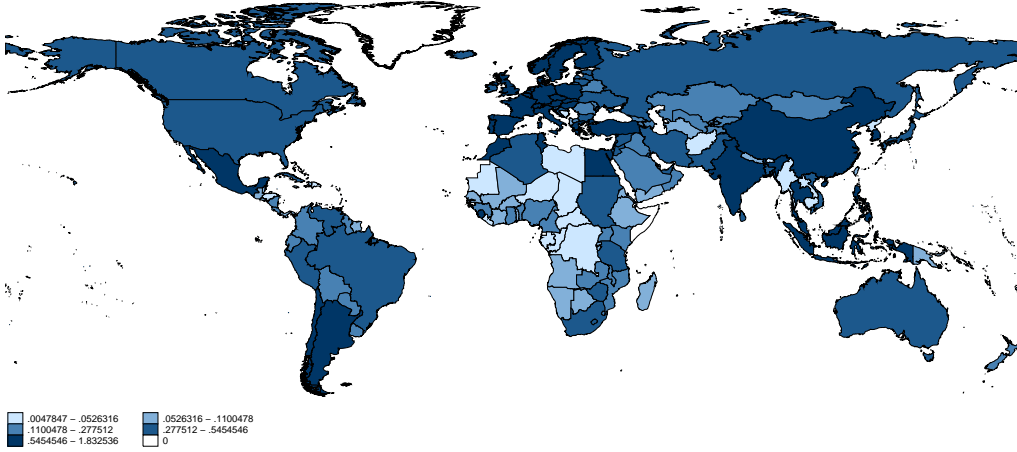 .0047847 – .0526316
.0526316 – .1100478
.1100478 – .277512
.277512 – .5454546
.5454546 – 1.832536
0